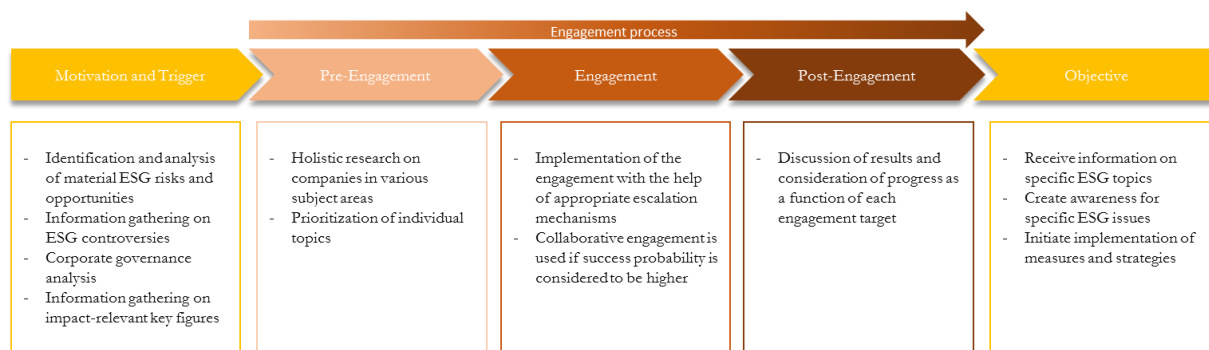 Engagement process
Motivation and Trigger
Pre-Engagement
Engagement
Post-Engagement
Objective
- Identification and analysis
of material ESG risks and
opportunities
- Information gathering on
ESG controversies
- Corporate governance
analysis
- Information gathering on
impact-relevant key figures
- Holistic research on
companies in various
subject areas
- Prioritization of individual
topics
- Implementation of the
engagement with the help
of appropriate escalation
mechanisms
- Collaborative engagement is
used if success probability is
considered to be higher
- Discussion of results and
consideration of progress as
a function of each
engagement target
- Receive information on
specific ESG topics
- Create awareness for
specific ESG issues
- Initiate implementation of
measures and strategies